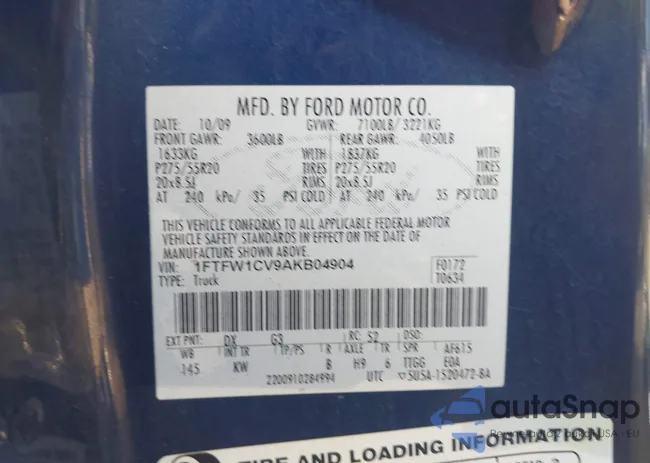 MFD. BY FORD MOTOR CO.
DATE: 10/09 GVWR: 7100LB/ 3221KG
FRONT GAWR: 3600LB REAR GAWR: 4050LB
1633KG WITH 1837KG WITH
P275/55R20 TIRES P275/55R20 TIRES
20x8.5J RIMS 20x8.5J RIMS
AT 240 kPa/ 35 PSI COLD AT 240 kPa/ 35 PSI COLD
THIS VEHICLE CONFORMS TO ALL APPLICABLE FEDERAL MOTOR
VEHICLE SAFETY STANDARDS IN EFFECT ON THE DATE OF
MANUFACTURE SHOWN ABOVE.
VIN: 1FTFW1CV9AKB04904 F0172
TYPE: Truck T0634
EXT PNT: DX G3 RC: 52 DSO:
WB INT TR TP/PS R AXLE TR SPR AF615
145 KW B H9 6 TTGG E0A
2200910284994 UTC 5U5A-1520472-BA
autoSnap
TIRE AND LOADING INFORMATION